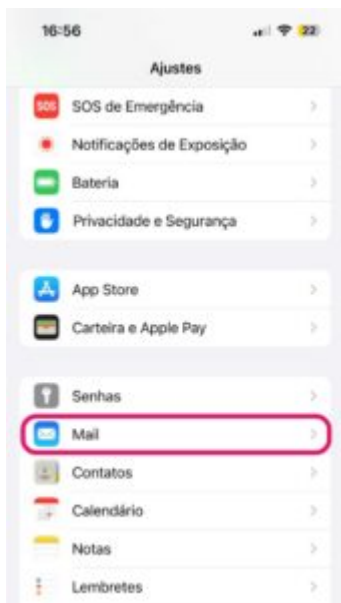 16:56
22
Ajustes
SOS
SOS de Emergência
Notificações de Exposição
Bateria
Privacidade e Segurança
App Store
Carteira e Apple Pay
Senhas
Mail
Contatos
Calendário
Notas
Lembretes